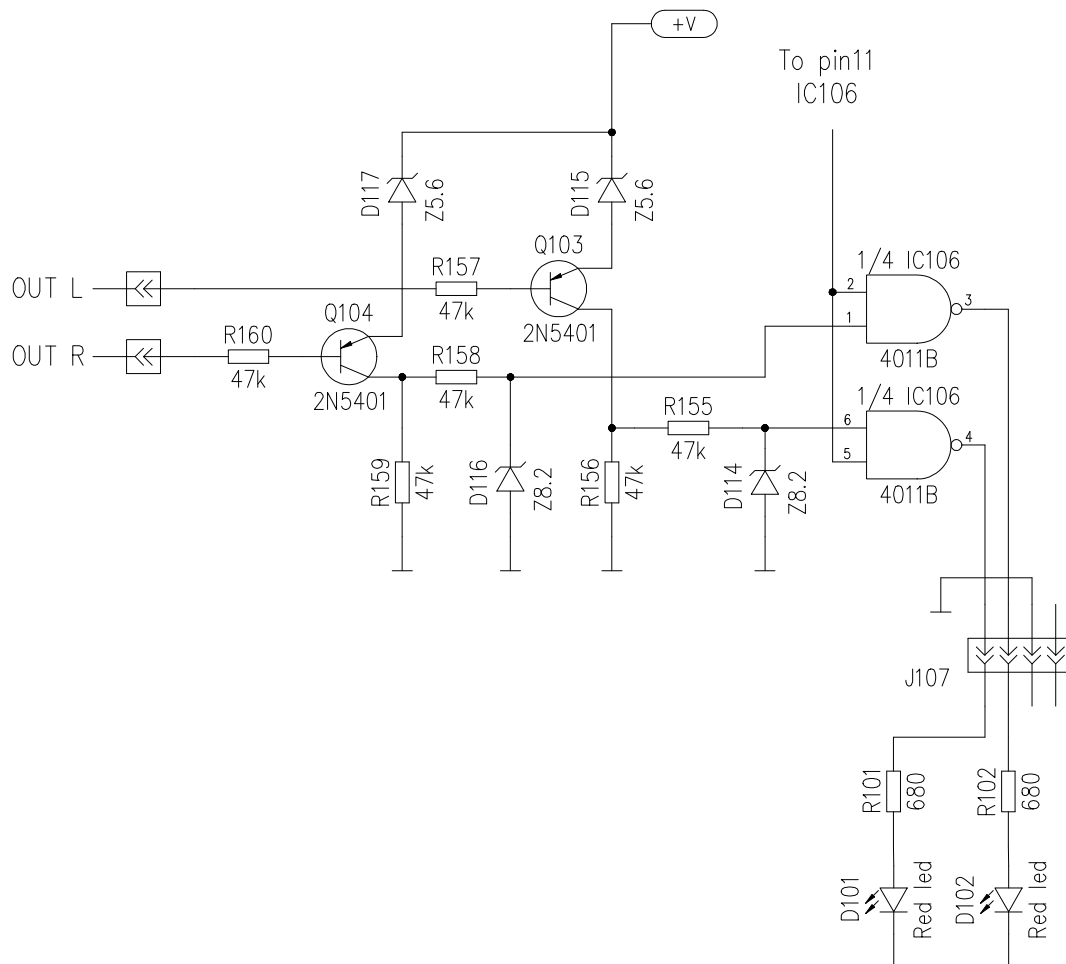 +V
To pin11
IC106
D117
Z5.6
D115
Z5.6
Q103
1/4 IC106
OUT L
R157
47k
2N5401
2
1
3
4011B
Q104
OUT R
R160
47k
2N5401
R158
47k
1/4 IC106
R155
47k
6
5
4
4011B
R159
47k
D116
Z8.2
R156
47k
D114
Z8.2
J107
R101
680
R102
680
D101
Red led
D102
Red led